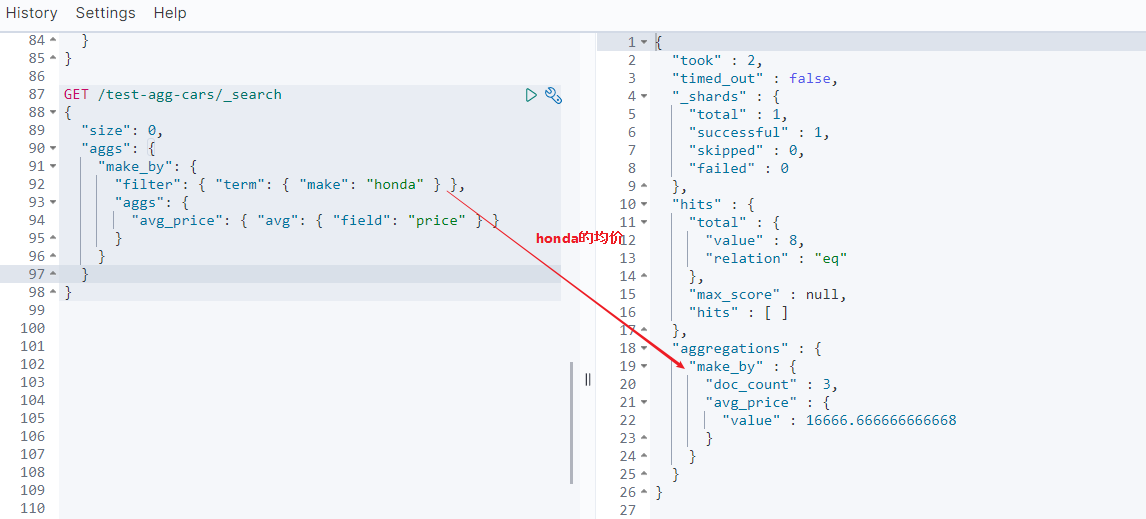 History Settings Help
84 }
85 }
86
87 GET /test-agg-cars/_search
88 {
89 "size": 0,
90 "aggs": {
91 "make_by": {
92 "filter": { "term": { "make": "honda" } },
93 "aggs": {
94 "avg_price": { "avg": { "field": "price" } }
95 }
96 }
97 }
98 }
99
100
101
102
103
104
105
106
107
108
109
110
honda的均价
1 {
2 "took" : 2,
3 "timed_out" : false,
4 "_shards" : {
5 "total" : 1,
6 "successful" : 1,
7 "skipped" : 0,
8 "failed" : 0
9 },
10 "hits" : {
11 "total" : {
12 "value" : 8,
13 "relation" : "eq"
14 },
15 "max_score" : null,
16 "hits" : [ ]
17 },
18 "aggregations" : {
19 "make_by" : {
20 "doc_count" : 3,
21 "avg_price" : {
22 "value" : 16666.666666666668
23 }
24 }
25 }
26 }
27